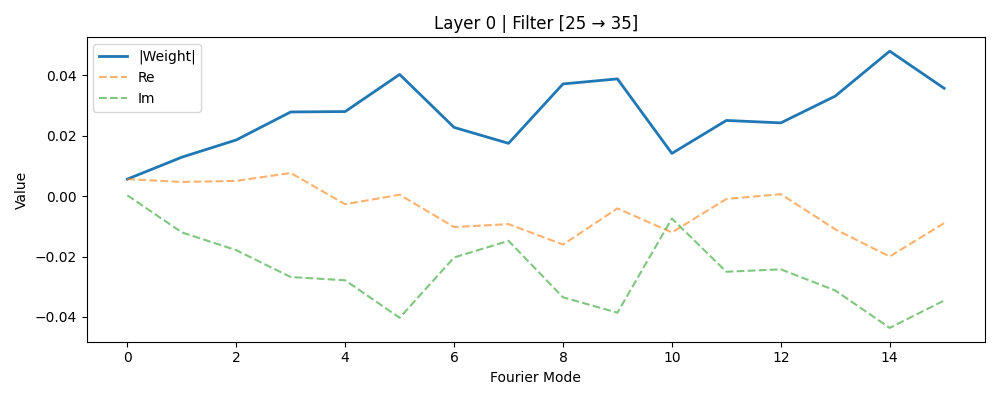 Layer 0 | Filter [25 → 35]
|Weight|
Re
Im
Value
0.04
0.02
0.00
−0.02
−0.04
0 2 4 6 8 10 12 14
Fourier Mode